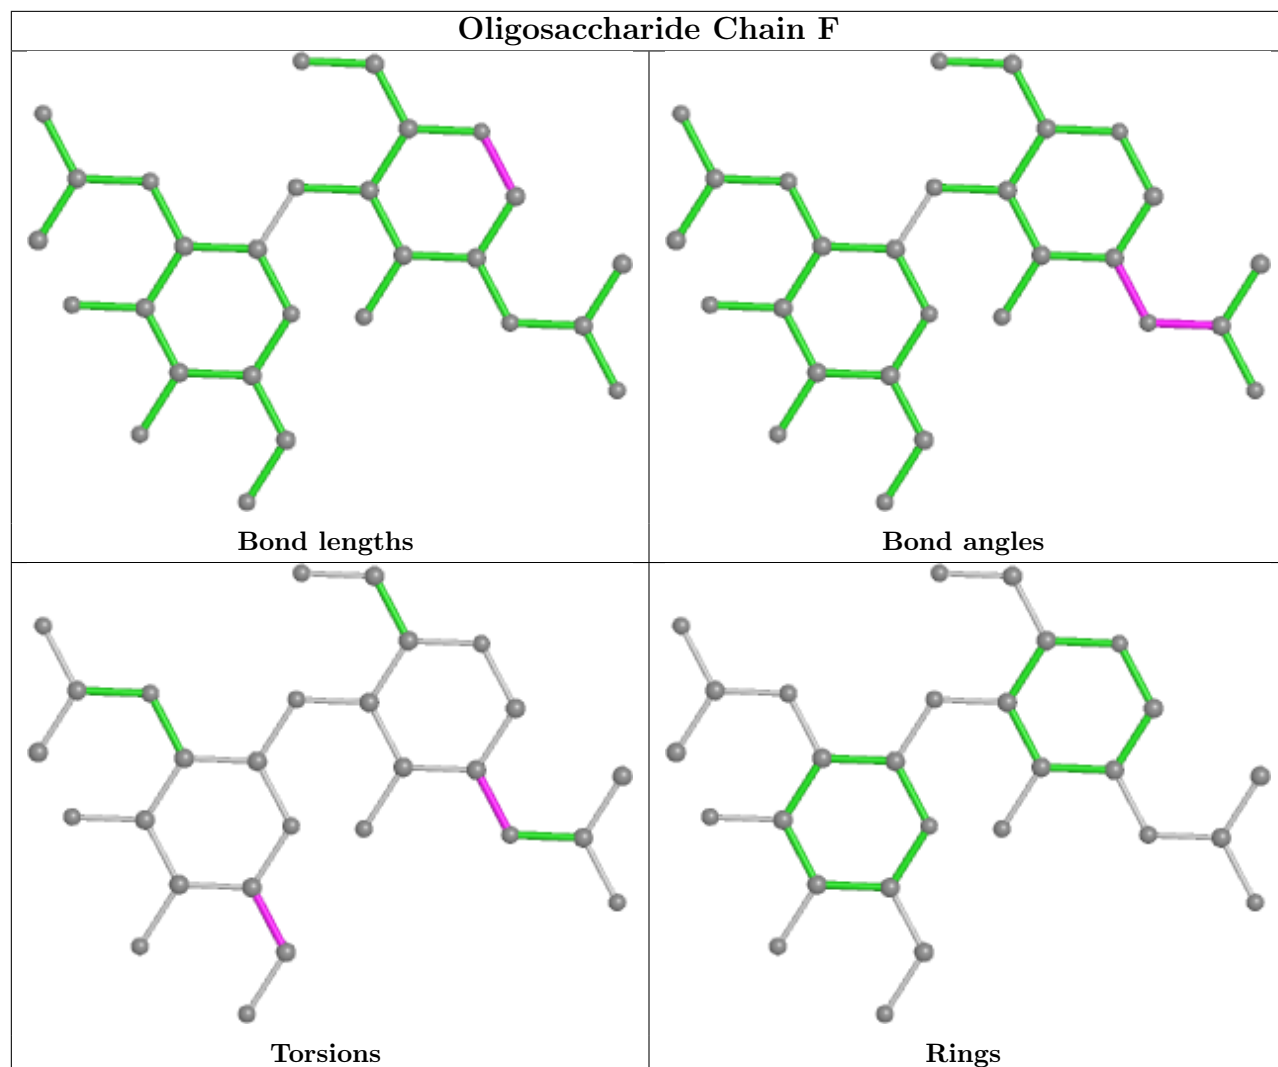 Oligosaccharide Chain F
Bond lengths
Bond angles
Torsions
Rings